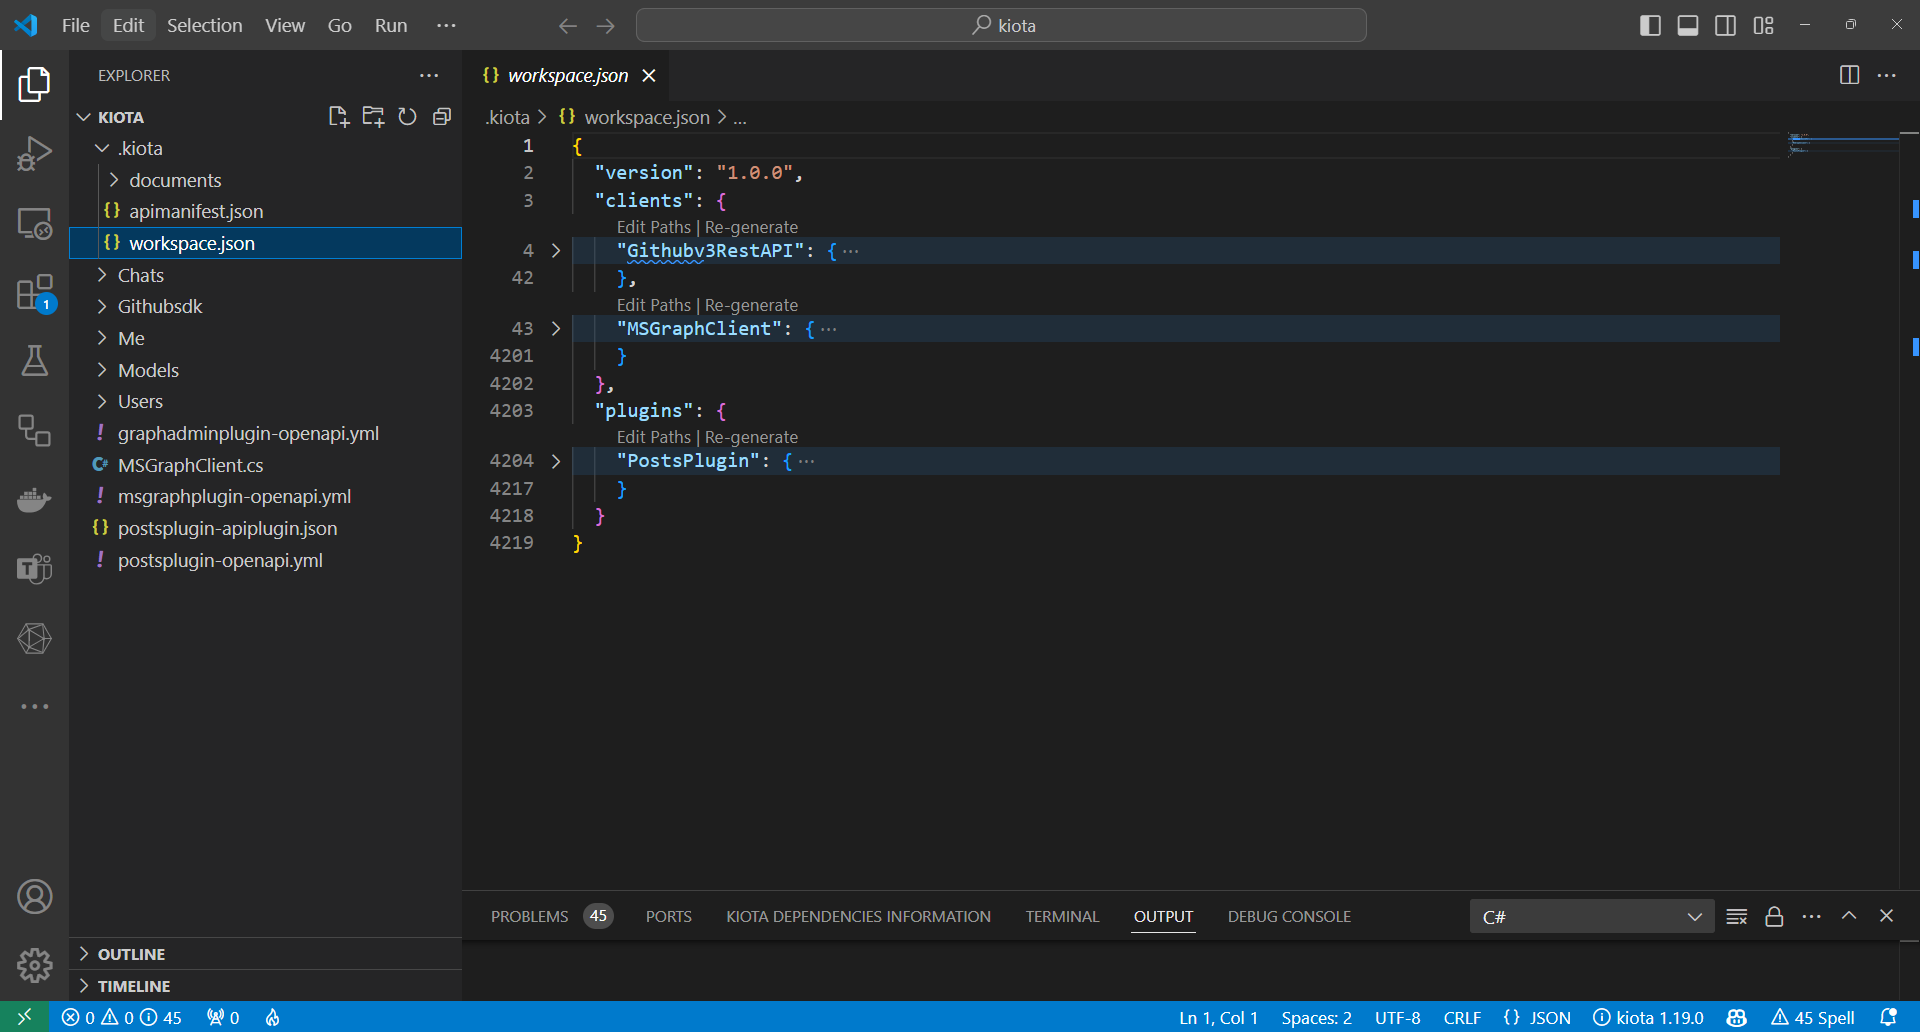 File Edit Selection View Go Run ··· kiota
EXPLORER ···
KIOTA
.kiota
documents
{} apimanifest.json
{} workspace.json
Chats
Githubsdk
Me
Models
Users
! graphadminplugin-openapi.yml
C# MSGraphClient.cs
! msgraphplugin-openapi.yml
{} postsplugin-apiplugin.json
! postsplugin-openapi.yml
OUTLINE
TIMELINE
1
{} workspace.json
.kiota > {} workspace.json > ...
1 {
2 "version": "1.0.0",
3 "clients": {
Edit Paths | Re-generate
4 "Githubv3RestAPI": { ···
42 },
Edit Paths | Re-generate
43 "MSGraphClient": { ···
4201 }
4202 },
4203 "plugins": {
Edit Paths | Re-generate
4204 "PostsPlugin": { ···
4217 }
4218 }
4219 }
PROBLEMS 45 PORTS KIOTA DEPENDENCIES INFORMATION TERMINAL OUTPUT DEBUG CONSOLE C#
0 0 45 0 Ln 1, Col 1 Spaces: 2 UTF-8 CRLF {} JSON kiota 1.19.0 45 Spell